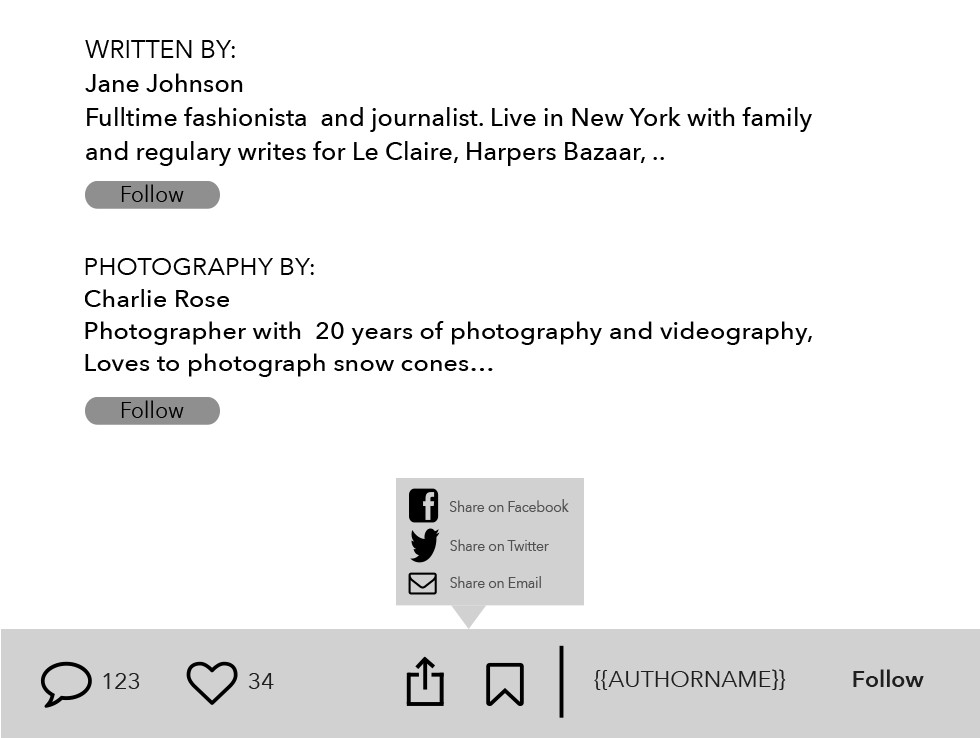 WRITTEN BY:
Jane Johnson
Fulltime fashionista  and journalist. Live in New York with family
and regulary writes for Le Claire, Harpers Bazaar, ..
Follow
PHOTOGRAPHY BY:
Charlie Rose
Photographer with  20 years of photography and videography,
Loves to photograph snow cones...
Follow
Share on Facebook
Share on Twitter
Share on Email
123
34
{{AUTHORNAME}}
Follow